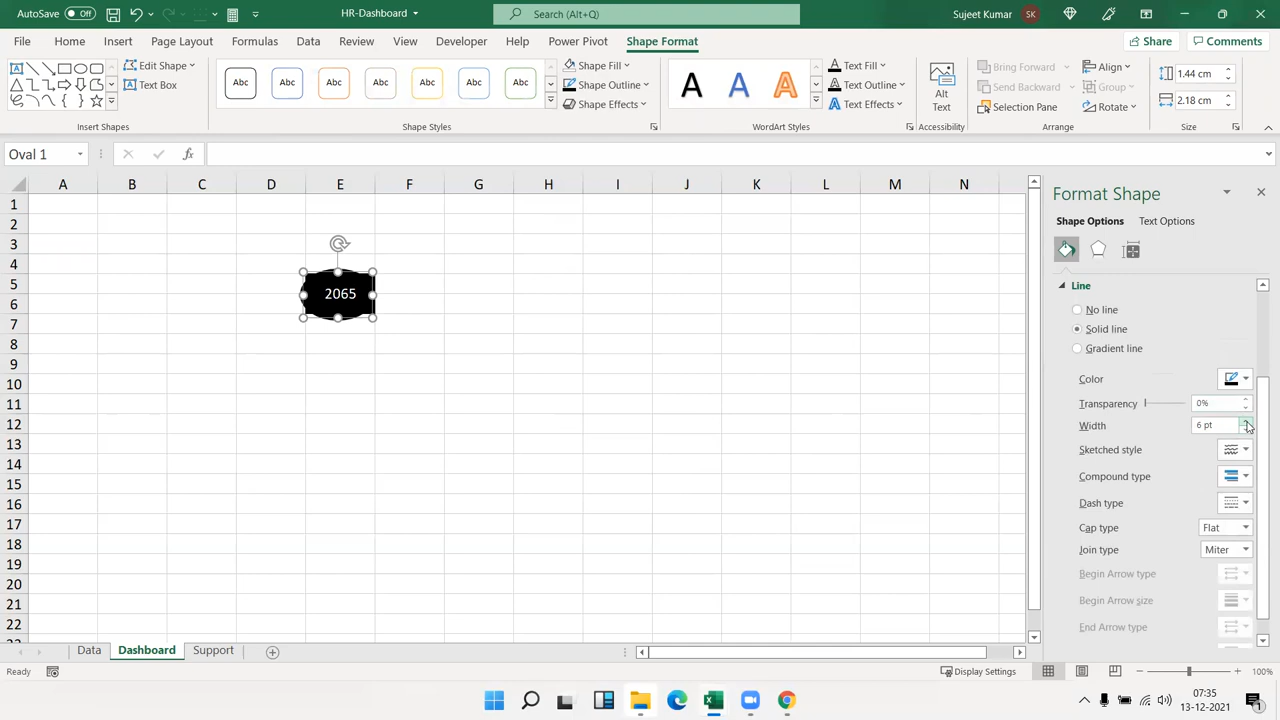 AutoSave Off HR-Dashboard Search (Alt+Q) Sujeet Kumar SK
File Home Insert Page Layout Formulas Data Review View Developer Help Power Pivot Shape Format Share Comments
Edit Shape
Text Box
Insert Shapes
Abc Abc Abc Abc Abc Abc Abc
Shape Fill
Shape Outline
Shape Effects
Shape Styles
A A A
Text Fill
Text Outline
Text Effects
WordArt Styles
Alt Text
Accessibility
Bring Forward
Send Backward
Selection Pane
Align
Group
Rotate
Arrange
1.44 cm
2.18 cm
Size
Oval 1 fx
A B C D E F G H I J K L M N
1
2
3
4
5
6
7
8
9
10
11
12
13
14
15
16
17
18
19
20
21
22
23
2065
Format Shape
Shape Options Text Options
Line
No line
Solid line
Gradient line
Color
Transparency 0%
Width 6 pt
Sketched style
Compound type
Dash type
Cap type Flat
Join type Miter
Begin Arrow type
Begin Arrow size
End Arrow type
Data Dashboard Support
Ready Display Settings 100%
07:35
13-12-2021
1